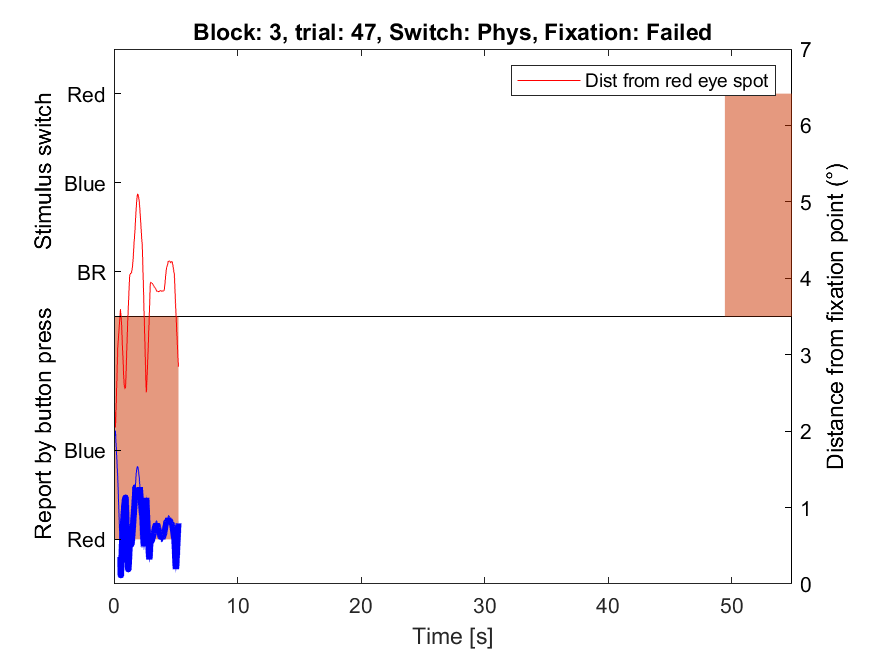 Block: 3, trial: 47, Switch: Phys, Fixation: Failed
Dist from red eye spot
Stimulus switch
Red
Blue
BR
Report by button press
Blue
Red
7
6
5
4
3
2
1
0
Distance from fixation point (°)
0 10 20 30 40 50
Time [s]